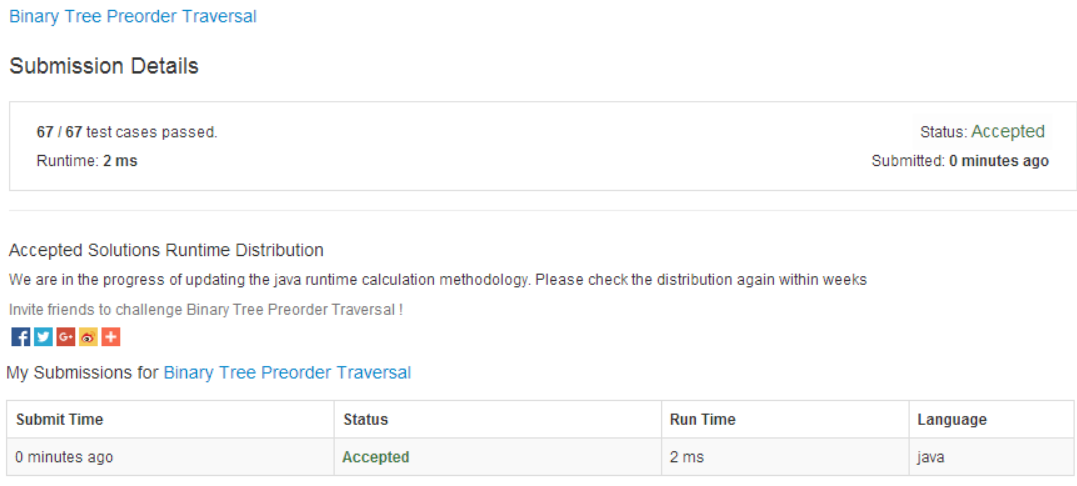 Binary Tree Preorder Traversal
Submission Details
67 / 67 test cases passed.
Status: Accepted
Runtime: 2 ms
Submitted: 0 minutes ago
Accepted Solutions Runtime Distribution
We are in the progress of updating the java runtime calculation methodology. Please check the distribution again within weeks
Invite friends to challenge Binary Tree Preorder Traversal !
My Submissions for Binary Tree Preorder Traversal
Submit Time Status Run Time Language
0 minutes ago Accepted 2 ms java